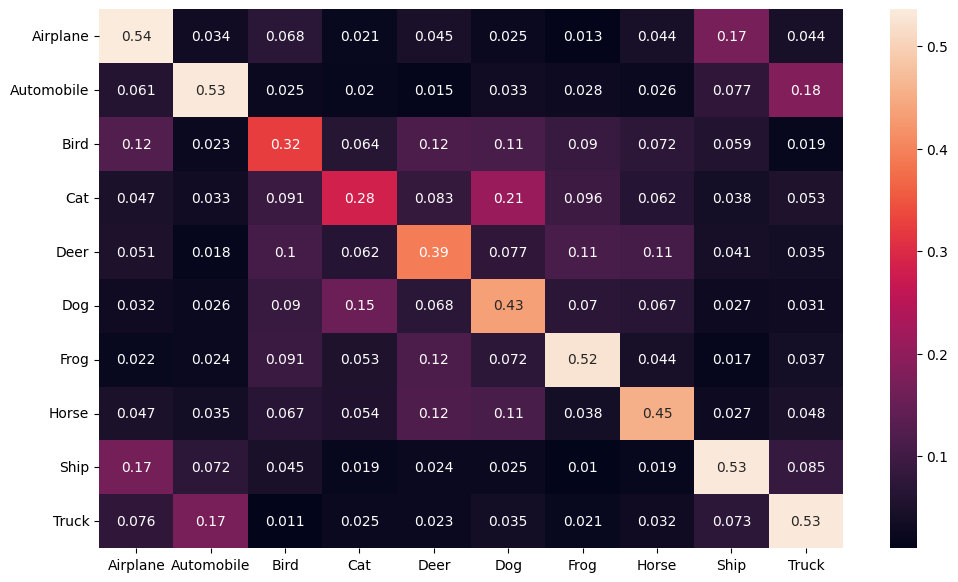 Airplane 0.54 0.034 0.068 0.021 0.045 0.025 0.013 0.044 0.17 0.044
Automobile 0.061 0.53 0.025 0.02 0.015 0.033 0.028 0.026 0.077 0.18
Bird 0.12 0.023 0.32 0.064 0.12 0.11 0.09 0.072 0.059 0.019
Cat 0.047 0.033 0.091 0.28 0.083 0.21 0.096 0.062 0.038 0.053
Deer 0.051 0.018 0.1 0.062 0.39 0.077 0.11 0.11 0.041 0.035
Dog 0.032 0.026 0.09 0.15 0.068 0.43 0.07 0.067 0.027 0.031
Frog 0.022 0.024 0.091 0.053 0.12 0.072 0.52 0.044 0.017 0.037
Horse 0.047 0.035 0.067 0.054 0.12 0.11 0.038 0.45 0.027 0.048
Ship 0.17 0.072 0.045 0.019 0.024 0.025 0.01 0.019 0.53 0.085
Truck 0.076 0.17 0.011 0.025 0.023 0.035 0.021 0.032 0.073 0.53
Airplane Automobile Bird Cat Deer Dog Frog Horse Ship Truck
0.5
0.4
0.3
0.2
0.1